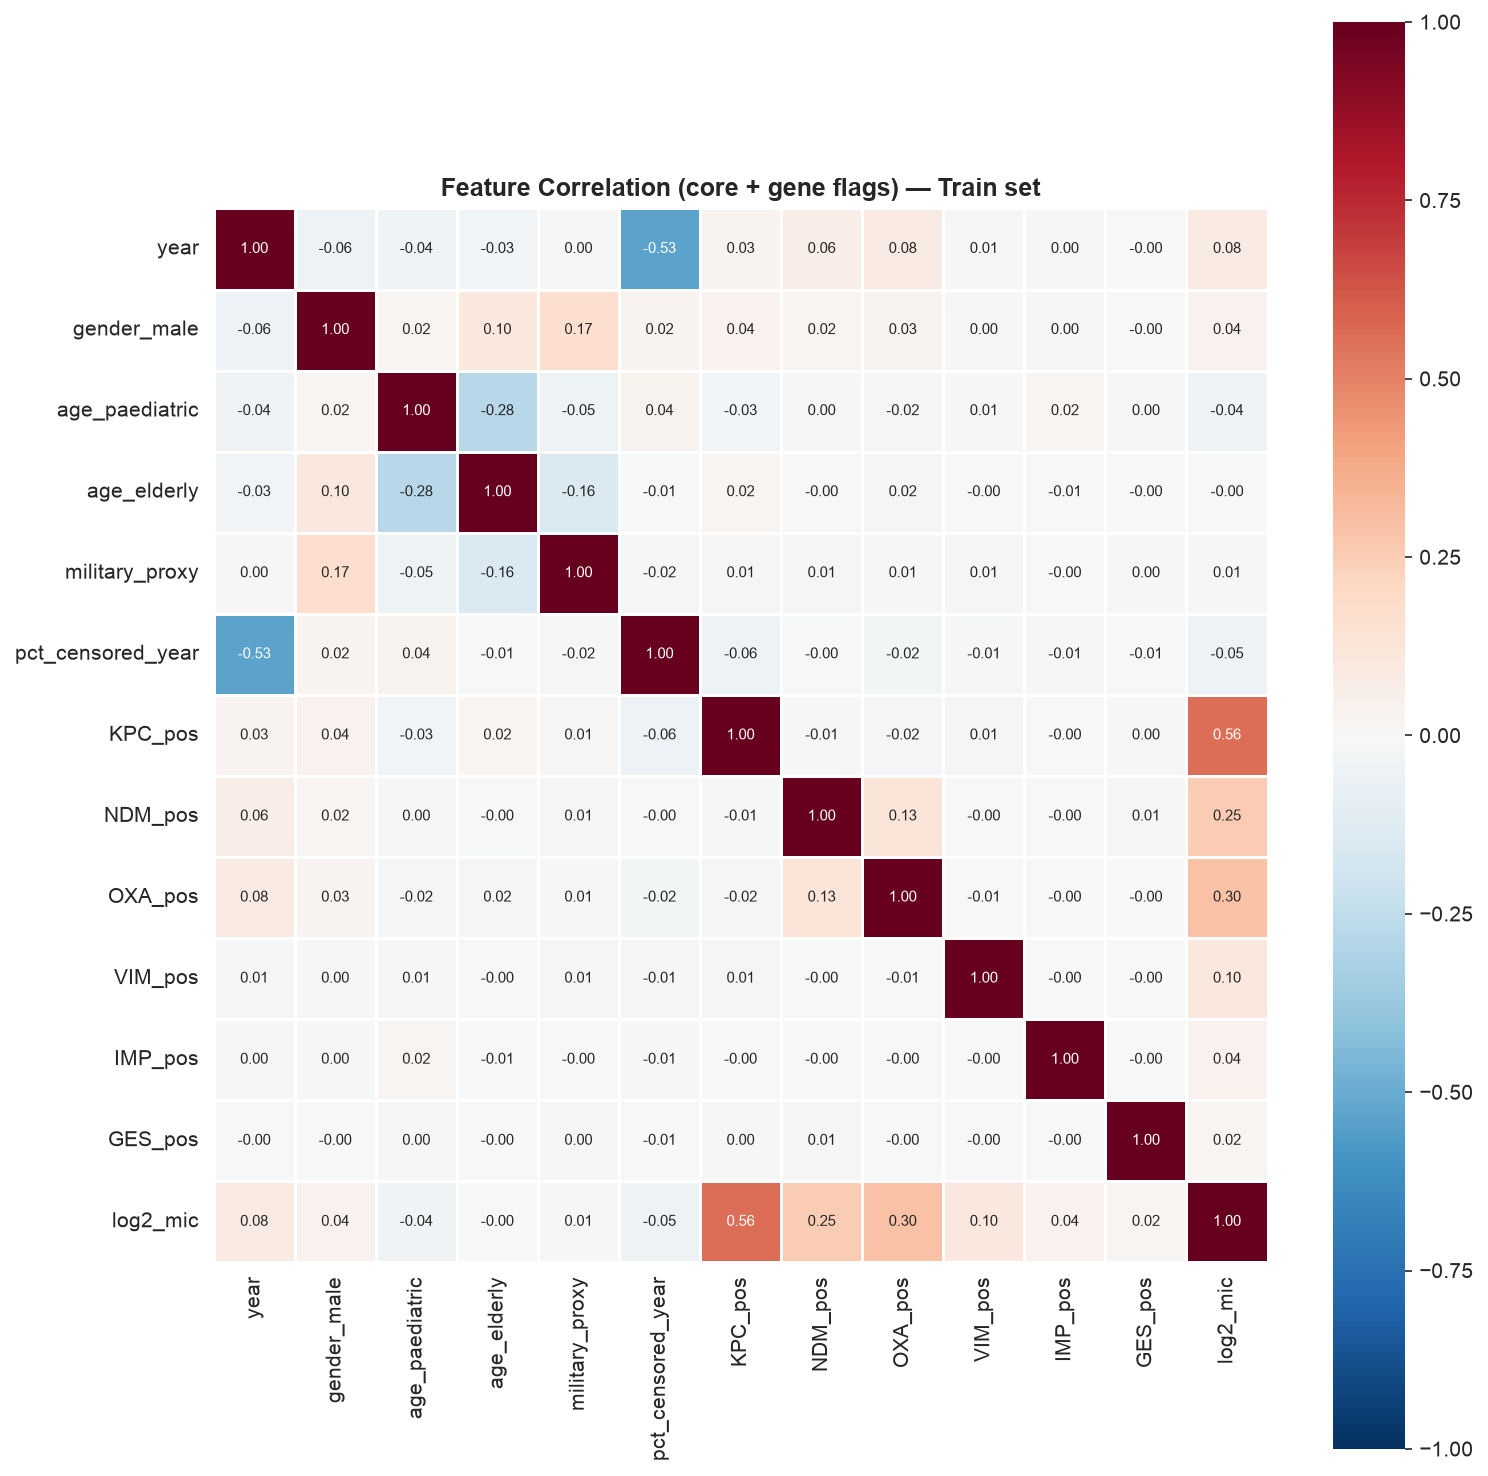 Feature Correlation (core + gene flags) — Train set
year 1.00 -0.06 -0.04 -0.03 0.00 -0.53 0.03 0.06 0.08 0.01 0.00 -0.00 0.08
gender_male -0.06 1.00 0.02 0.10 0.17 0.02 0.04 0.02 0.03 0.00 0.00 -0.00 0.04
age_paediatric -0.04 0.02 1.00 -0.28 -0.05 0.04 -0.03 0.00 -0.02 0.01 0.02 0.00 -0.04
age_elderly -0.03 0.10 -0.28 1.00 -0.16 -0.01 0.02 -0.00 0.02 -0.00 -0.01 -0.00 -0.00
military_proxy 0.00 0.17 -0.05 -0.16 1.00 -0.02 0.01 0.01 0.01 0.01 -0.00 0.00 0.01
pct_censored_year -0.53 0.02 0.04 -0.01 -0.02 1.00 -0.06 -0.00 -0.02 -0.01 -0.01 -0.01 -0.05
KPC_pos 0.03 0.04 -0.03 0.02 0.01 -0.06 1.00 -0.01 -0.02 0.01 -0.00 0.00 0.56
NDM_pos 0.06 0.02 0.00 -0.00 0.01 -0.00 -0.01 1.00 0.13 -0.00 -0.00 0.01 0.25
OXA_pos 0.08 0.03 -0.02 0.02 0.01 -0.02 -0.02 0.13 1.00 -0.01 -0.00 -0.00 0.30
VIM_pos 0.01 0.00 0.01 -0.00 0.01 -0.01 0.01 -0.00 -0.01 1.00 -0.00 -0.00 0.10
IMP_pos 0.00 0.00 0.02 -0.01 -0.00 -0.01 -0.00 -0.00 -0.00 -0.00 1.00 -0.00 0.04
GES_pos -0.00 -0.00 0.00 -0.00 0.00 -0.01 0.00 0.01 -0.00 -0.00 -0.00 1.00 0.02
log2_mic 0.08 0.04 -0.04 -0.00 0.01 -0.05 0.56 0.25 0.30 0.10 0.04 0.02 1.00
year gender_male age_paediatric age_elderly military_proxy pct_censored_year KPC_pos NDM_pos OXA_pos VIM_pos IMP_pos GES_pos log2_mic
1.00
0.75
0.50
0.25
0.00
−0.25
−0.50
−0.75
−1.00